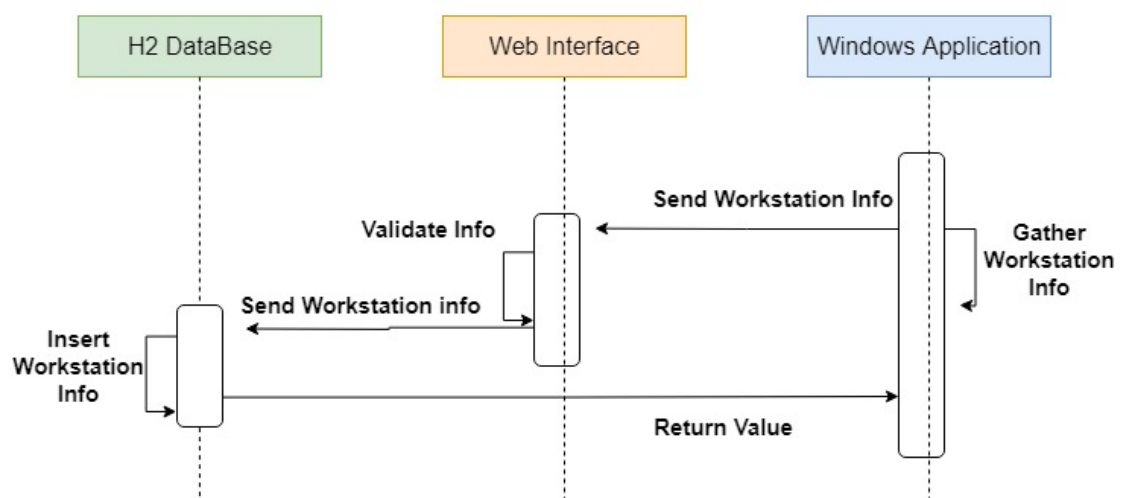 H2 DataBase
Web Interface
Windows Application
Send Workstation Info
Validate Info
Gather
Workstation
Info
Send Workstation info
Insert
Workstation
Info
Return Value